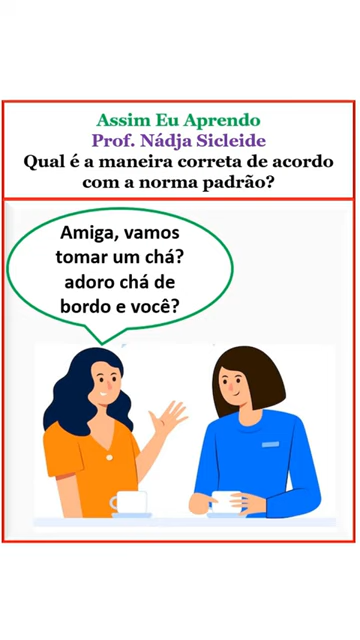 Assim Eu Aprendo
Prof. Nádja Sicleide
Qual é a maneira correta de acordo
com a norma padrão?
Amiga, vamos
tomar um chá?
adoro chá de
bordo e você?